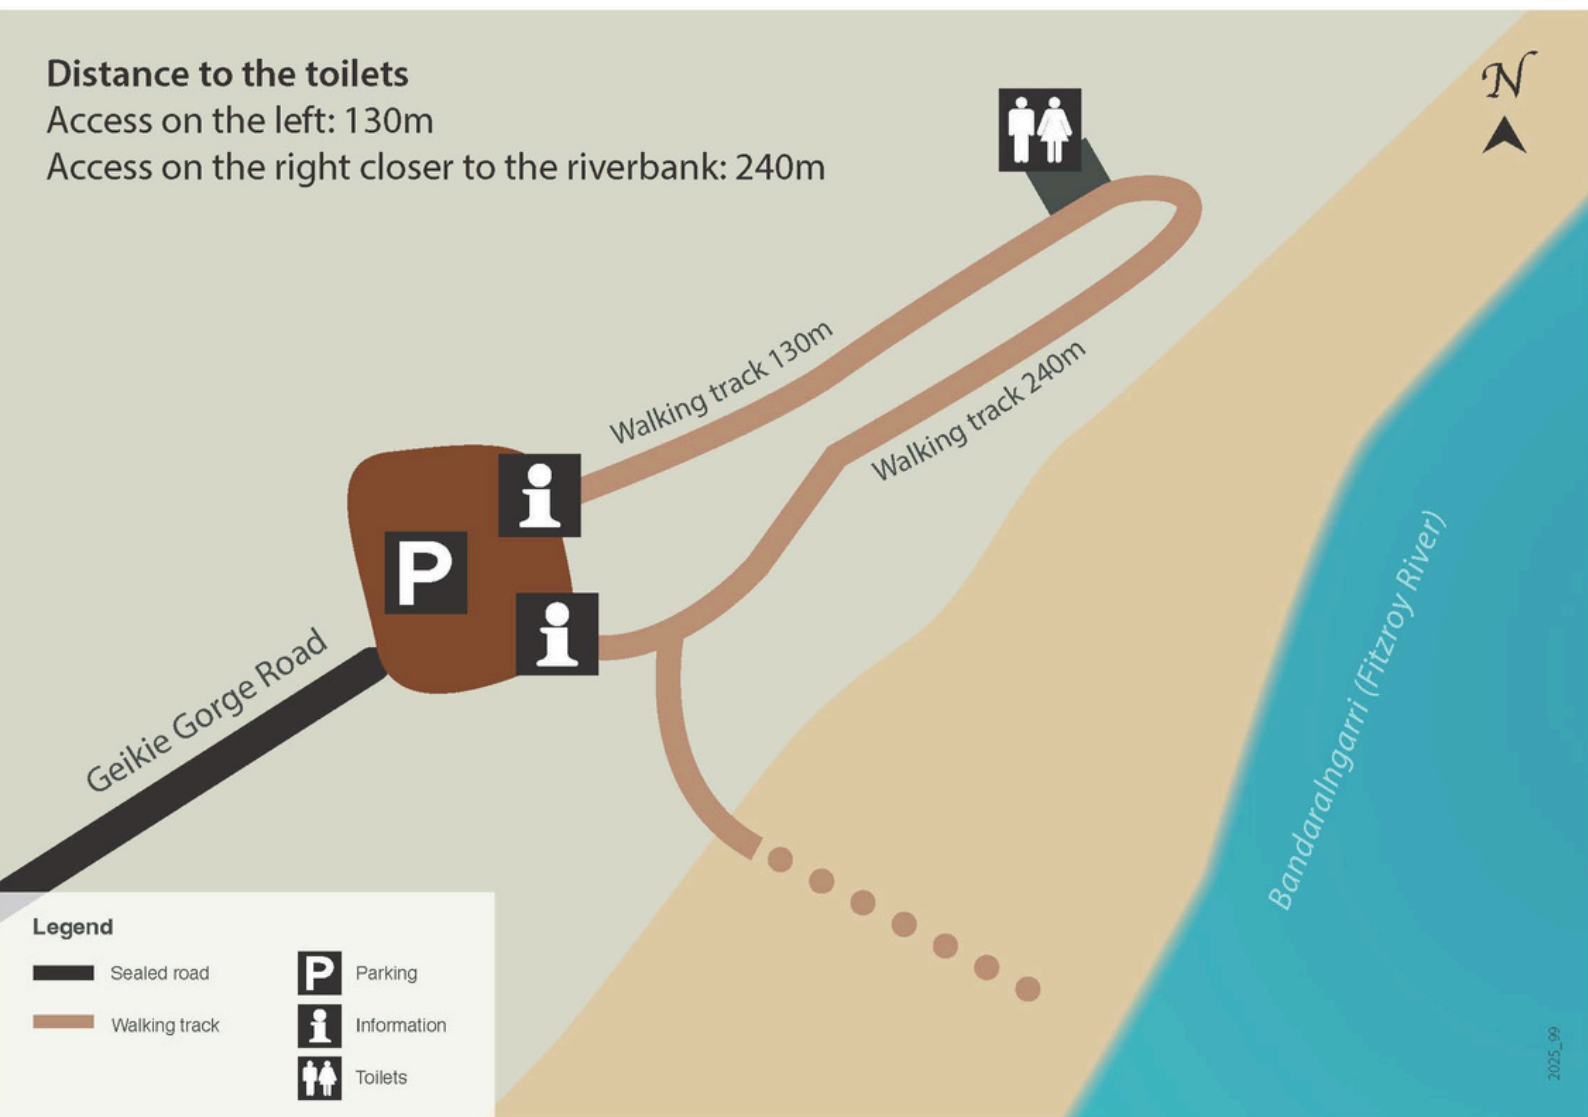 Distance to the toilets
Access on the left: 130m
Access on the right closer to the riverbank: 240m
N
Walking track 130m
Walking track 240m
P
Geikie Gorge Road
Bandaralngarri (Fitzroy River)
Legend
Sealed road
Walking track
P Parking
i Information
Toilets
2025_99